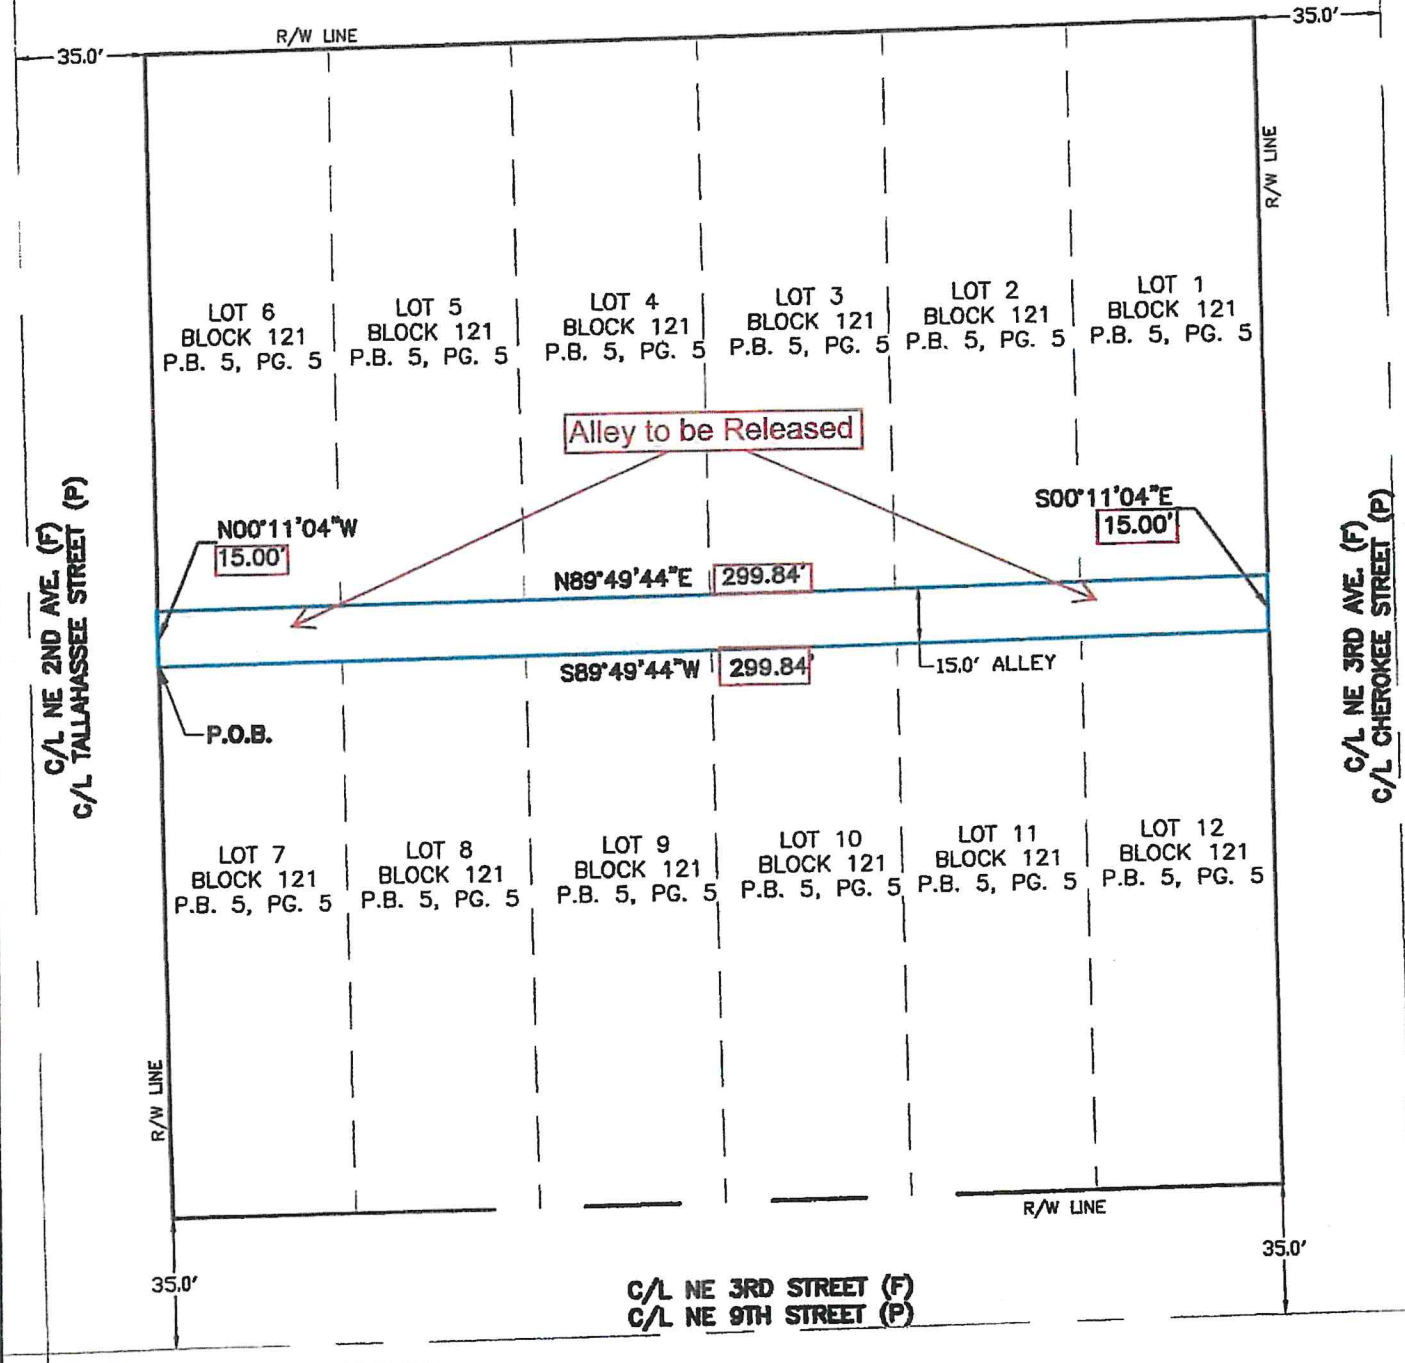 35.0'
R/W LINE
35.0'
R/W LINE
LOT 6
BLOCK 121
P.B. 5, PG. 5
LOT 5
BLOCK 121
P.B. 5, PG. 5
LOT 4
BLOCK 121
P.B. 5, PG. 5
LOT 3
BLOCK 121
P.B. 5, PG. 5
LOT 2
BLOCK 121
P.B. 5, PG. 5
LOT 1
BLOCK 121
P.B. 5, PG. 5
Alley to be Released
C/L NE 2ND AVE. (F)
C/L TALLAHASSEE STREET (P)
N00°11'04"W
15.00'
S00°11'04"E
15.00'
C/L NE 3RD AVE. (F)
C/L CHEROKEE STREET (P)
N89°49'44"E 299.84'
S89°49'44"W 299.84'
15.0' ALLEY
P.O.B.
LOT 7
BLOCK 121
P.B. 5, PG. 5
LOT 8
BLOCK 121
P.B. 5, PG. 5
LOT 9
BLOCK 121
P.B. 5, PG. 5
LOT 10
BLOCK 121
P.B. 5, PG. 5
LOT 11
BLOCK 121
P.B. 5, PG. 5
LOT 12
BLOCK 121
P.B. 5, PG. 5
R/W LINE
R/W LINE
35.0'
35.0'
C/L NE 3RD STREET (F)
C/L NE 9TH STREET (P)